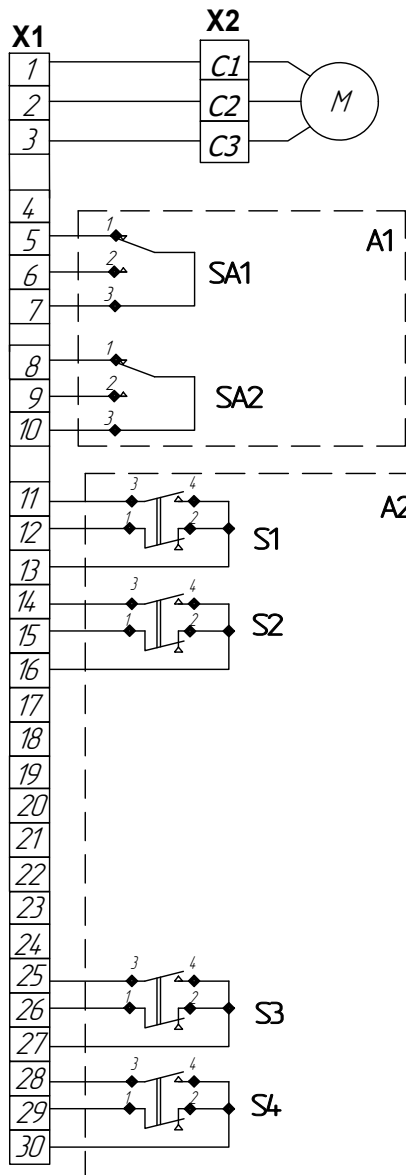 X1 X2
1 C1
2 C2 M
3 C3
4
5 1 A1
6 2 SA1
7 3
8 1
9 2 SA2
10 3
11 3 4 A2
12 1 2 S1
13
14 3 4
15 1 2 S2
16
17
18
19
20
21
22
23
24
25 3 4
26 1 2 S3
27
28 3 4
29 1 2 S4
30